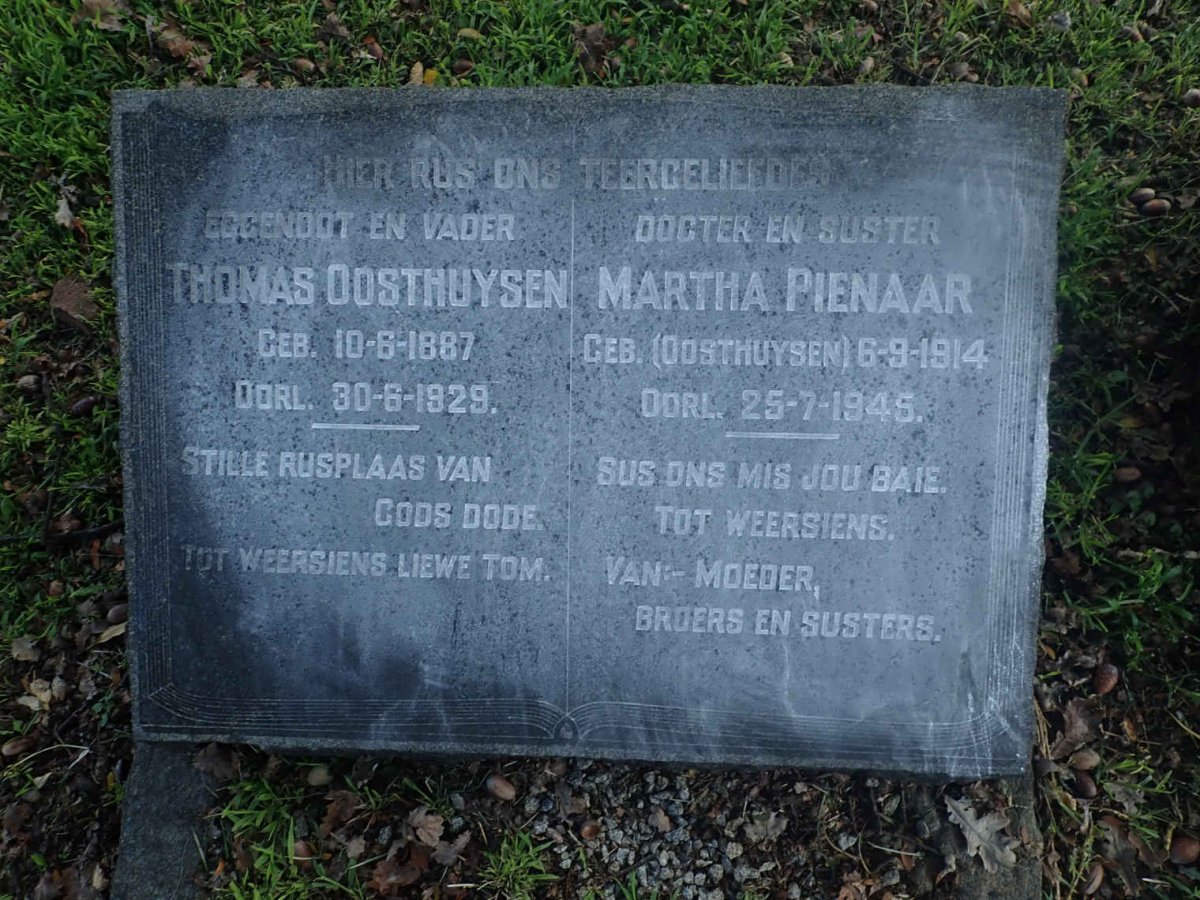 HIER RUS ONS TEERGELIEFDE
EGGENOOT EN VADER
THOMAS OOSTHUYSEN
GEB. 10-6-1887
OORL. 30-6-1929.
STILLE RUSPLAAS VAN
GODS DODE.
TOT WEERSIENS LIEWE TOM.
DOGTER EN SUSTER
MARTHA PIENAAR
GEB. (OOSTHUYSEN) 6-9-1914
OORL. 25-7-1945.
SUS ONS MIS JOU BAIE.
TOT WEERSIENS.
VAN:- MOEDER,
BROERS EN SUSTERS.